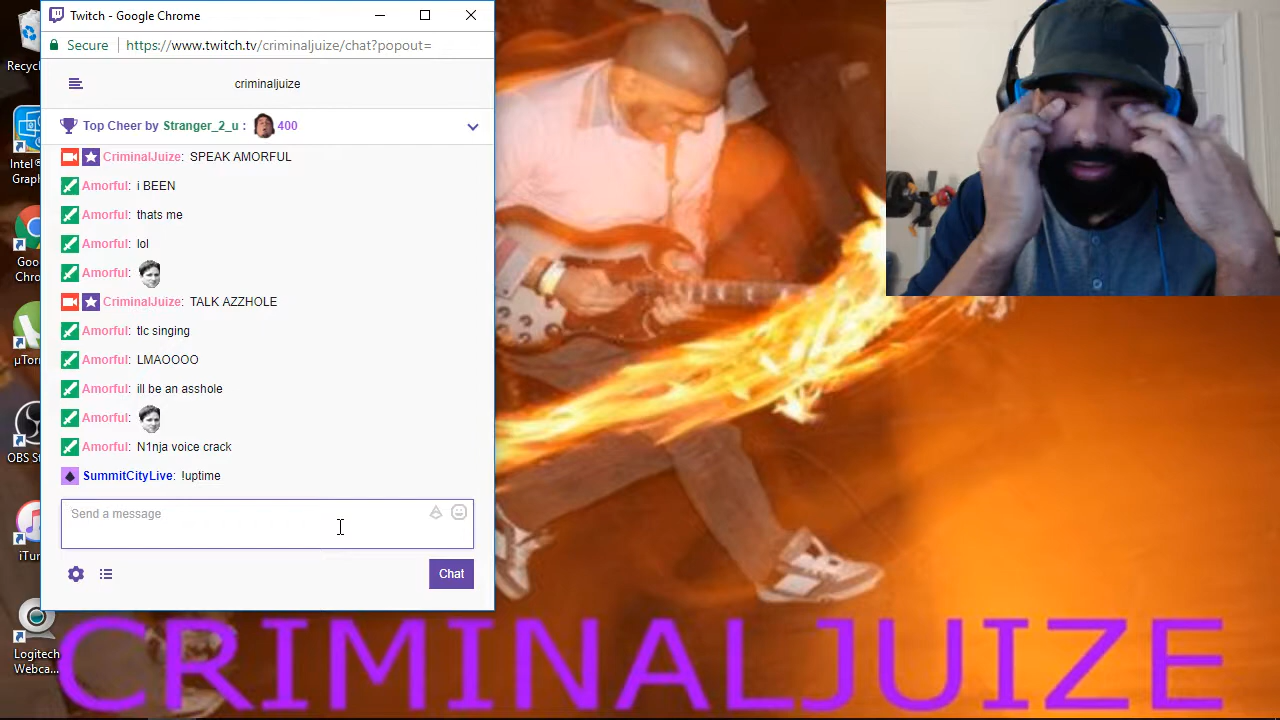 Twitch - Google Chrome
Secure https://www.twitch.tv/criminaljuize/chat?popout=
criminaljuize
Top Cheer by Stranger_2_u : 400
CriminalJuize: SPEAK AMORFUL
Amorful: i BEEN
Amorful: thats me
Amorful: lol
Amorful:
CriminalJuize: TALK AZZHOLE
Amorful: tlc singing
Amorful: LMAOOOO
Amorful: ill be an asshole
Amorful:
Amorful: N1nja voice crack
SummitCityLive: !uptime
Send a message
Chat
Recyc
Intel®
Graph
Goo
Chro
µTorr
OBS St
iTun
Logitech
Webca...
CRIMINALJUIZE